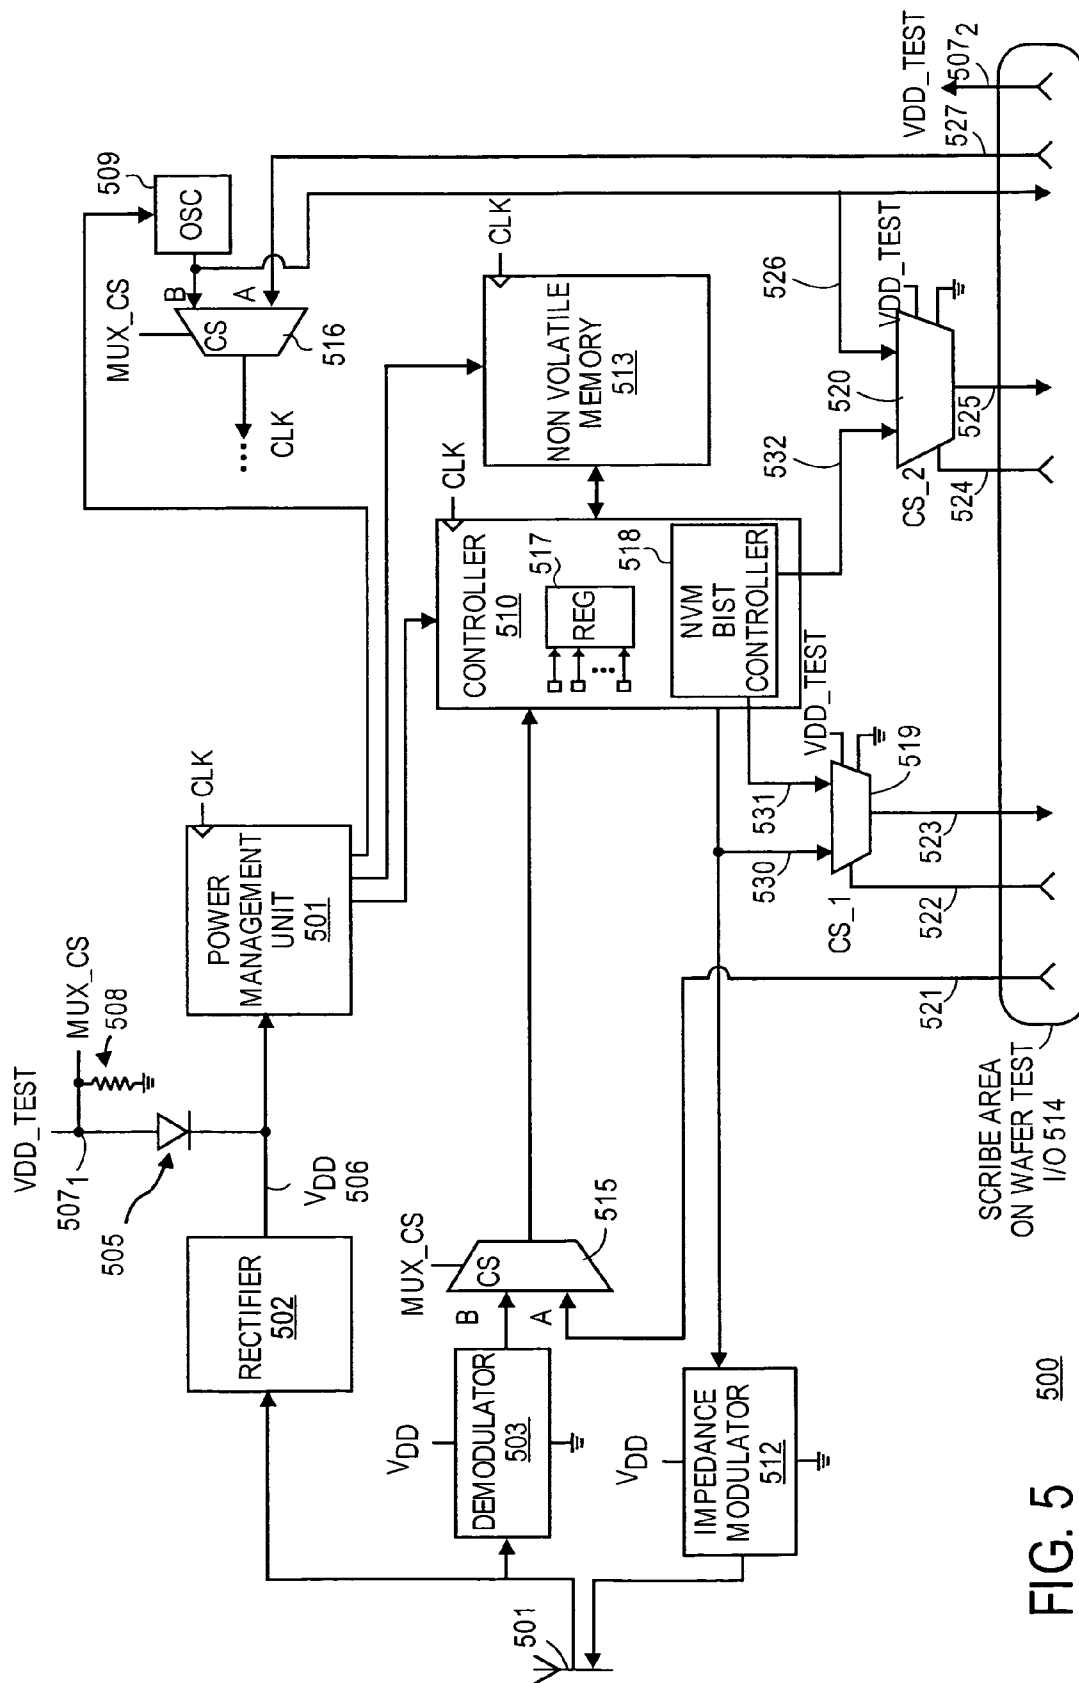 VDD_TEST
507₁
MUX_CS
508
505
VDD
506
RECTIFIER
502
POWER
MANAGEMENT
UNIT
501
CLK
MUX_CS
CS
B
A
516
CLK
OSC
509
501
VDD
DEMODULATOR
503
MUX_CS
CS
B
A
515
CONTROLLER
510
CLK
REG
517
NVM
BIST
CONTROLLER
518
NON VOLATILE
MEMORY
513
CLK
VDD
IMPEDANCE
MODULATOR
512
530
531
VDD_TEST
CS_1
519
521
522
523
532
526
CS_2
520
VDD_TEST
524
525
527
VDD_TEST
507₂
SCRIBE AREA
ON WAFER TEST
I/O 514
500
FIG. 5